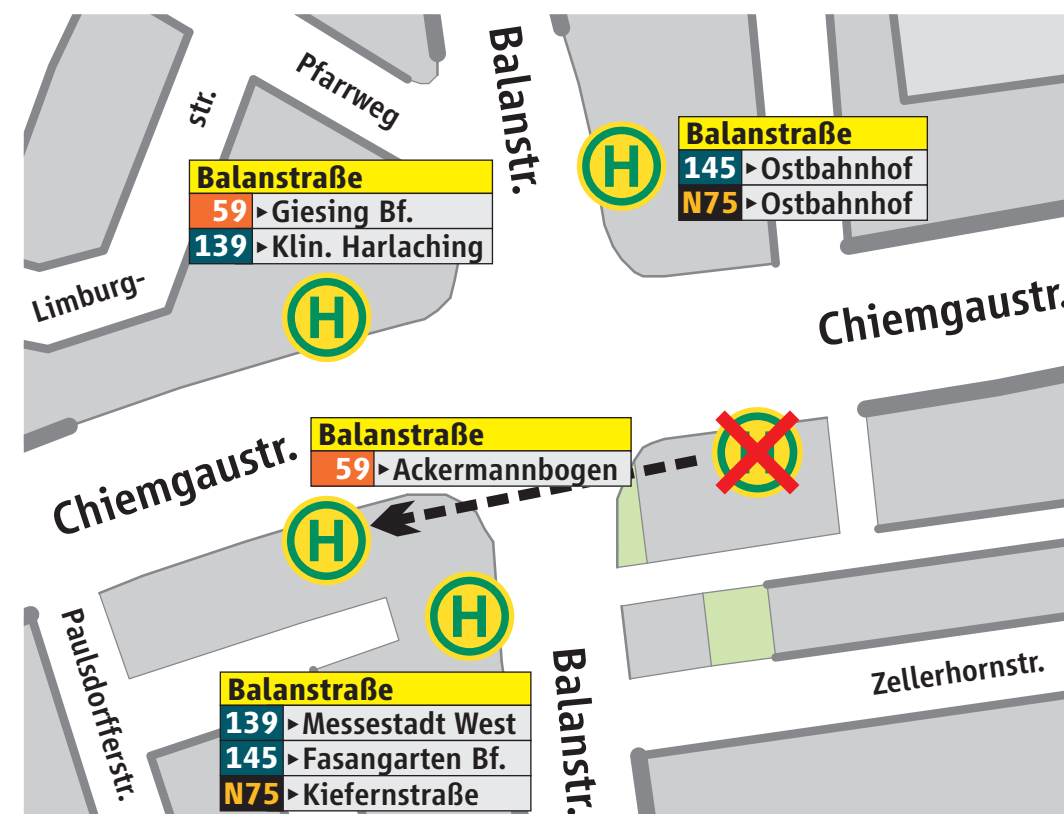 Pfarrweg
str.
Balanstr.
H
Balanstraße
145 ▸Ostbahnhof
N75 ▸Ostbahnhof
Balanstraße
59 ▸Giesing Bf.
139 ▸Klin. Harlaching
Limburg-
H
Chiemgaustr.
Balanstraße
59 ▸Ackermannbogen
H
Chiemgaustr.
H
H
Paulsdorfferstr.
Balanstraße
139 ▸Messestadt West
145 ▸Fasangarten Bf.
N75 ▸Kiefernstraße
Balanstr.
Zellerhornstr.